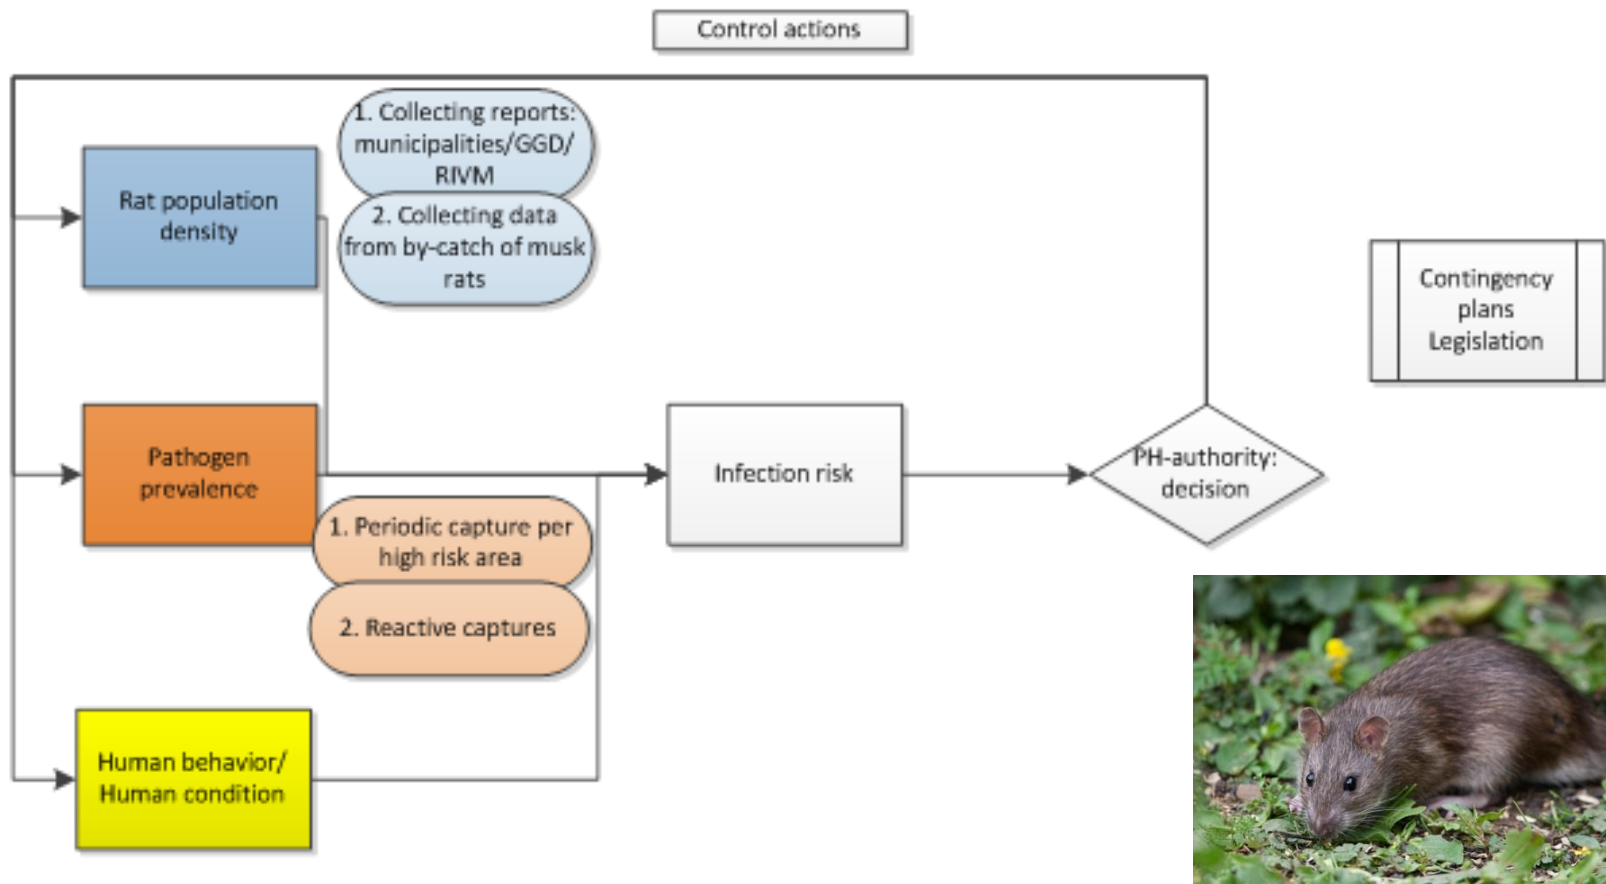 Control actions
1. Collecting reports:
municipalities/GGD/
RIVM
Rat population
density
2. Collecting data
from by-catch of musk
rats
Contingency
plans
Legislation
Pathogen
prevalence
Infection risk
PH-authority:
decision
1. Periodic capture per
high risk area
2. Reactive captures
Human behavior/
Human condition